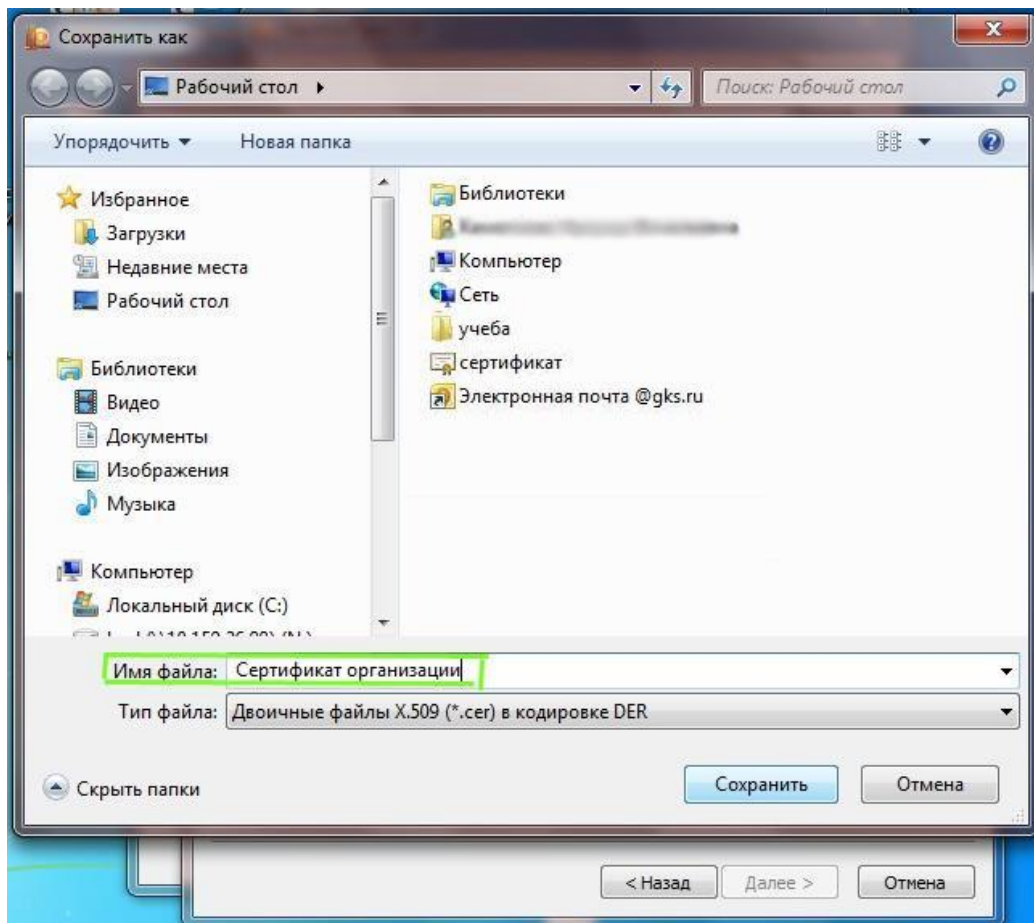 Сохранить как
Рабочий стол
Поиск: Рабочий стол
Упорядочить
Новая папка
Избранное
Загрузки
Недавние места
Рабочий стол
Библиотеки
Видео
Документы
Изображения
Музыка
Компьютер
Локальный диск (C:)
Библиотеки
Компьютер
Сеть
учеба
сертификат
Электронная почта @gks.ru
Имя файла: Сертификат организации
Тип файла: Двоичные файлы X.509 (*.cer) в кодировке DER
Скрыть папки
Сохранить
Отмена
< Назад
Далее >
Отмена